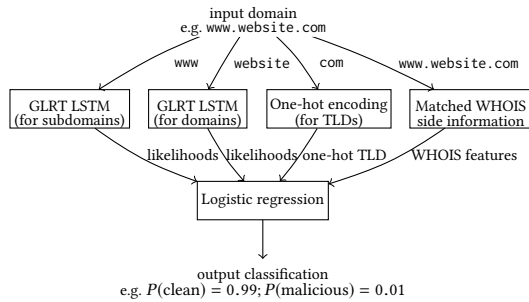 input domain
e.g. www.website.com
www website com www.website.com
GLRT LSTM
(for subdomains)
GLRT LSTM
(for domains)
One-hot encoding
(for TLDs)
Matched WHOIS
side information
likelihoods likelihoods one-hot TLD WHOIS features
Logistic regression
output classification
e.g. P(clean) = 0.99; P(malicious) = 0.01